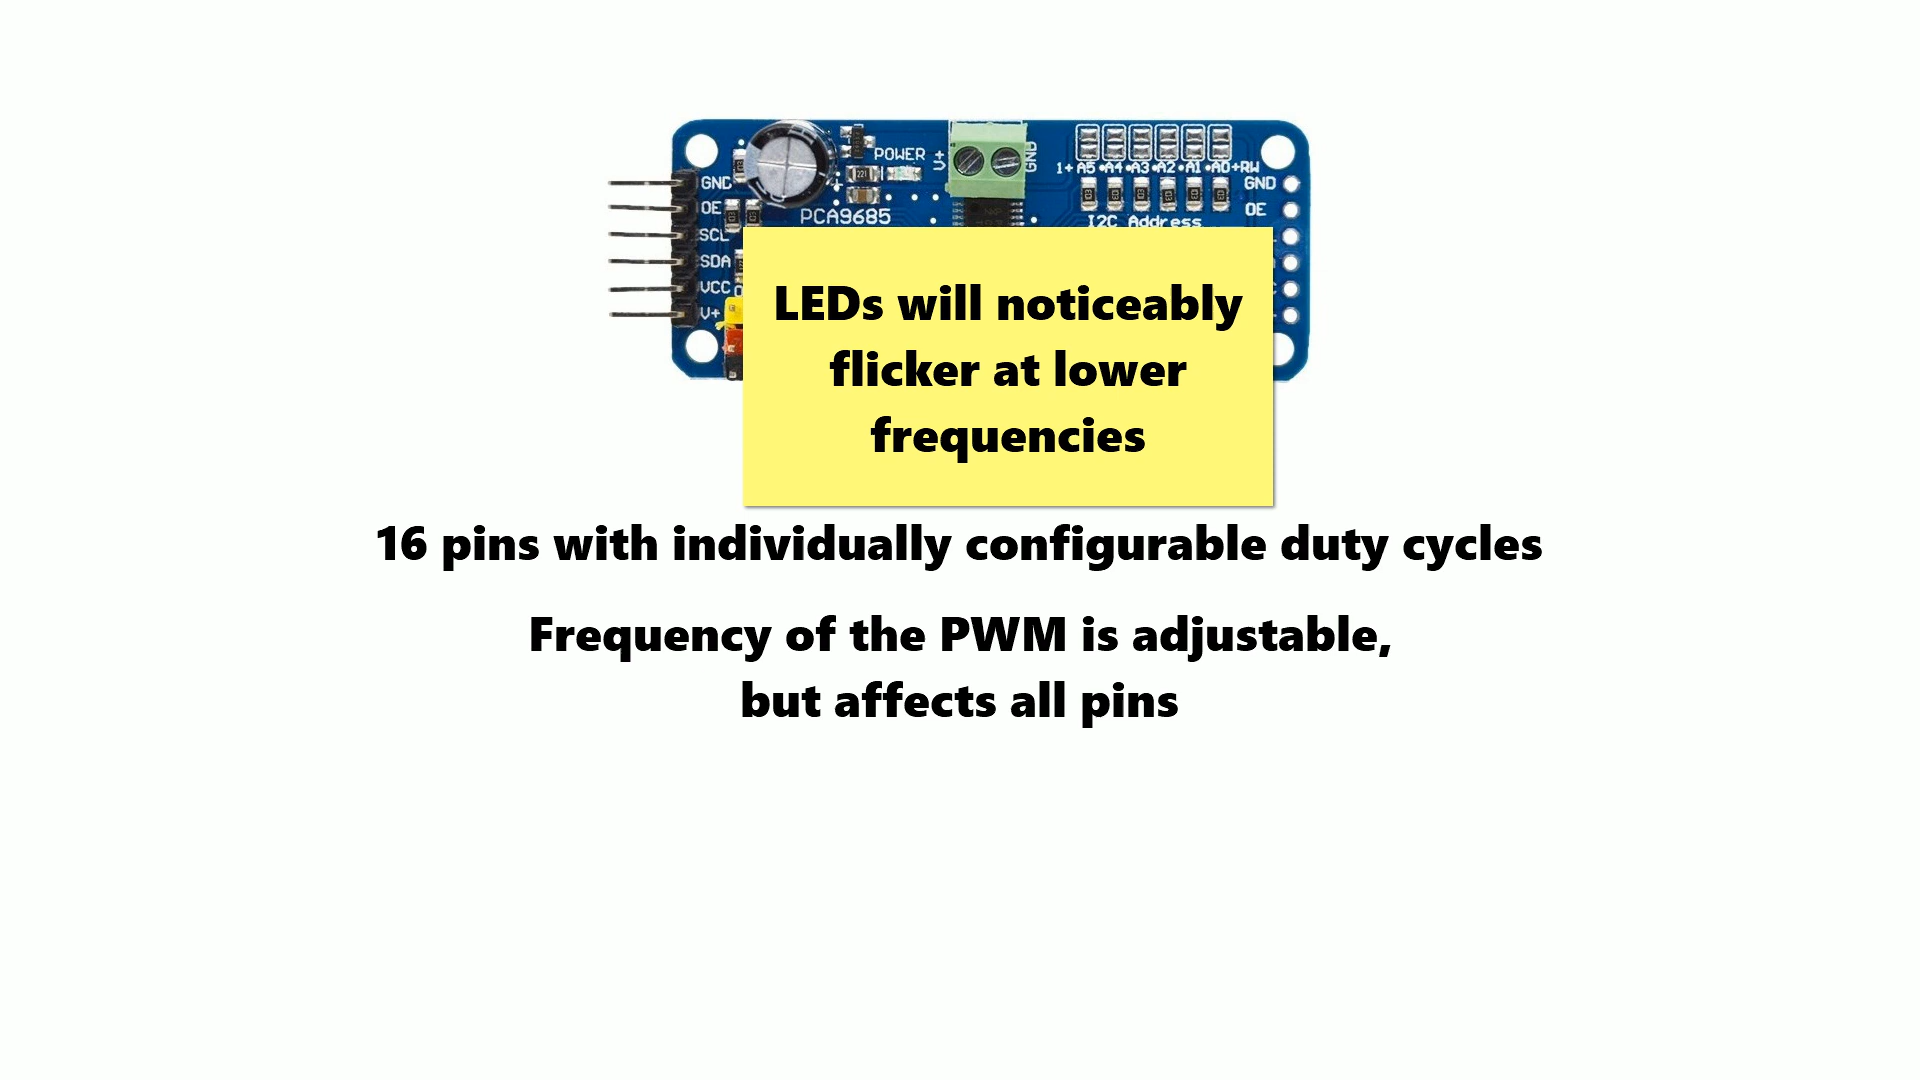 POWER
V+
GND
1+ A5 •A4 •A3 •A2 •A1 •A0 +RW
GND
OE
SCL
SDA
VCC
V+
PCA9685
I2C Address
GND
OE
LEDs will noticeably
flicker at lower
frequencies
16 pins with individually configurable duty cycles
Frequency of the PWM is adjustable,
but affects all pins